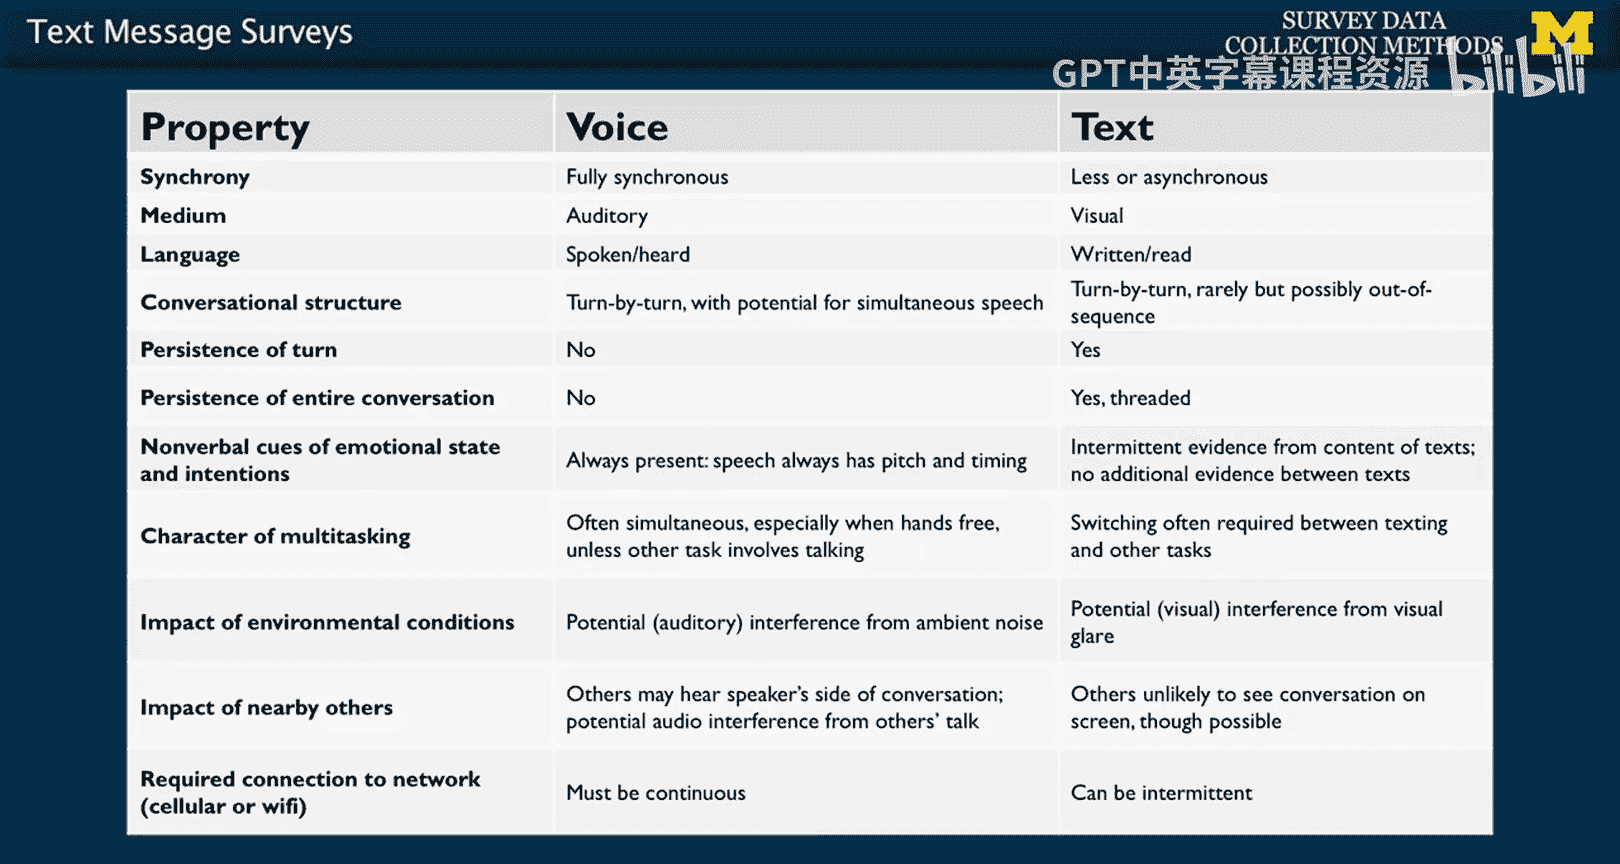 Text Message Surveys
SURVEY DATA
COLLECTION METHODS
M
GPT中英字幕课程资源
bilibili
Property Voice Text
Synchrony Fully synchronous Less or asynchronous
Medium Auditory Visual
Language Spoken/heard Written/read
Conversational structure Turn-by-turn, with potential for simultaneous speech Turn-by-turn, rarely but possibly out-of-
sequence
Persistence of turn No Yes
Persistence of entire conversation No Yes, threaded
Nonverbal cues of emotional state
and intentions
Always present: speech always has pitch and timing
Intermittent evidence from content of texts;
no additional evidence between texts
Character of multitasking
Often simultaneous, especially when hands free,
unless other task involves talking
Switching often required between texting
and other tasks
Impact of environmental conditions
Potential (auditory) interference from ambient noise
Potential (visual) interference from visual
glare
Impact of nearby others
Others may hear speaker's side of conversation;
potential audio interference from others' talk
Others unlikely to see conversation on
screen, though possible
Required connection to network
(cellular or wifi)
Must be continuous
Can be intermittent